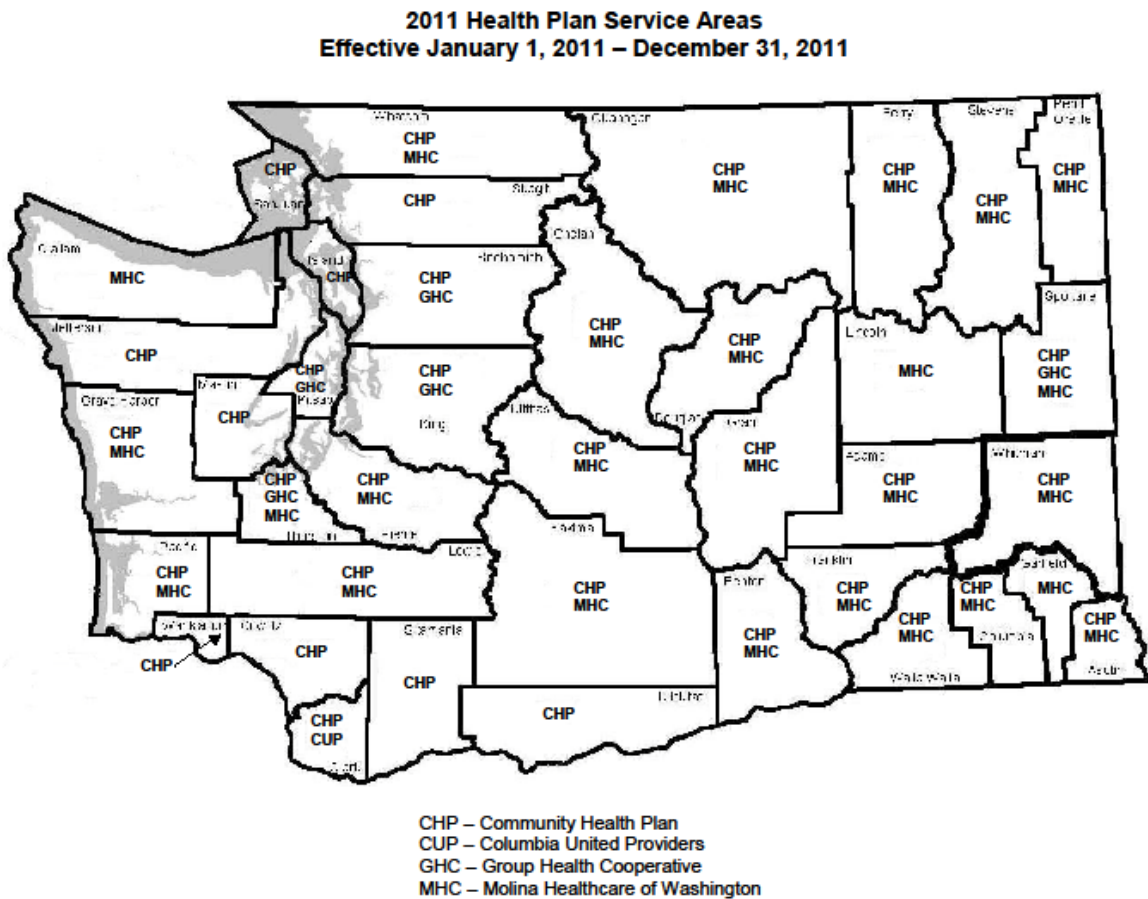 2011 Health Plan Service Areas
Effective January 1, 2011 – December 31, 2011
Whatcom
CHP
MHC
Okanogan
CHP
MHC
Ferry
CHP
MHC
Stevens
CHP
MHC
Pend
Oreille
CHP
MHC
CHP
San Juan
Skagit
CHP
Clallam
MHC
Island
CHP
Snohomish
CHP
GHC
Chelan
CHP
MHC
Jefferson
CHP
CHP
GHC
Kitsap
CHP
GHC
King
CHP
MHC
Douglas
Lincoln
MHC
Spokane
CHP
GHC
MHC
Grays Harbor
CHP
MHC
Mason
CHP
Kittitas
CHP
MHC
Grant
CHP
MHC
Adams
CHP
MHC
Whitman
CHP
MHC
CHP
GHC
MHC
Thurston
CHP
MHC
Pierce
Pacific
CHP
MHC
Lewis
CHP
MHC
Yakima
CHP
MHC
Benton
CHP
MHC
Franklin
CHP
MHC
CHP
MHC
Walla Walla
CHP
MHC
Columbia
Garfield
MHC
CHP
MHC
Asotin
Wahkiakum
CHP
Cowlitz
CHP
Skamania
CHP
Klickitat
CHP
CHP
CUP
Clark
CHP – Community Health Plan
CUP – Columbia United Providers
GHC – Group Health Cooperative
MHC – Molina Healthcare of Washington